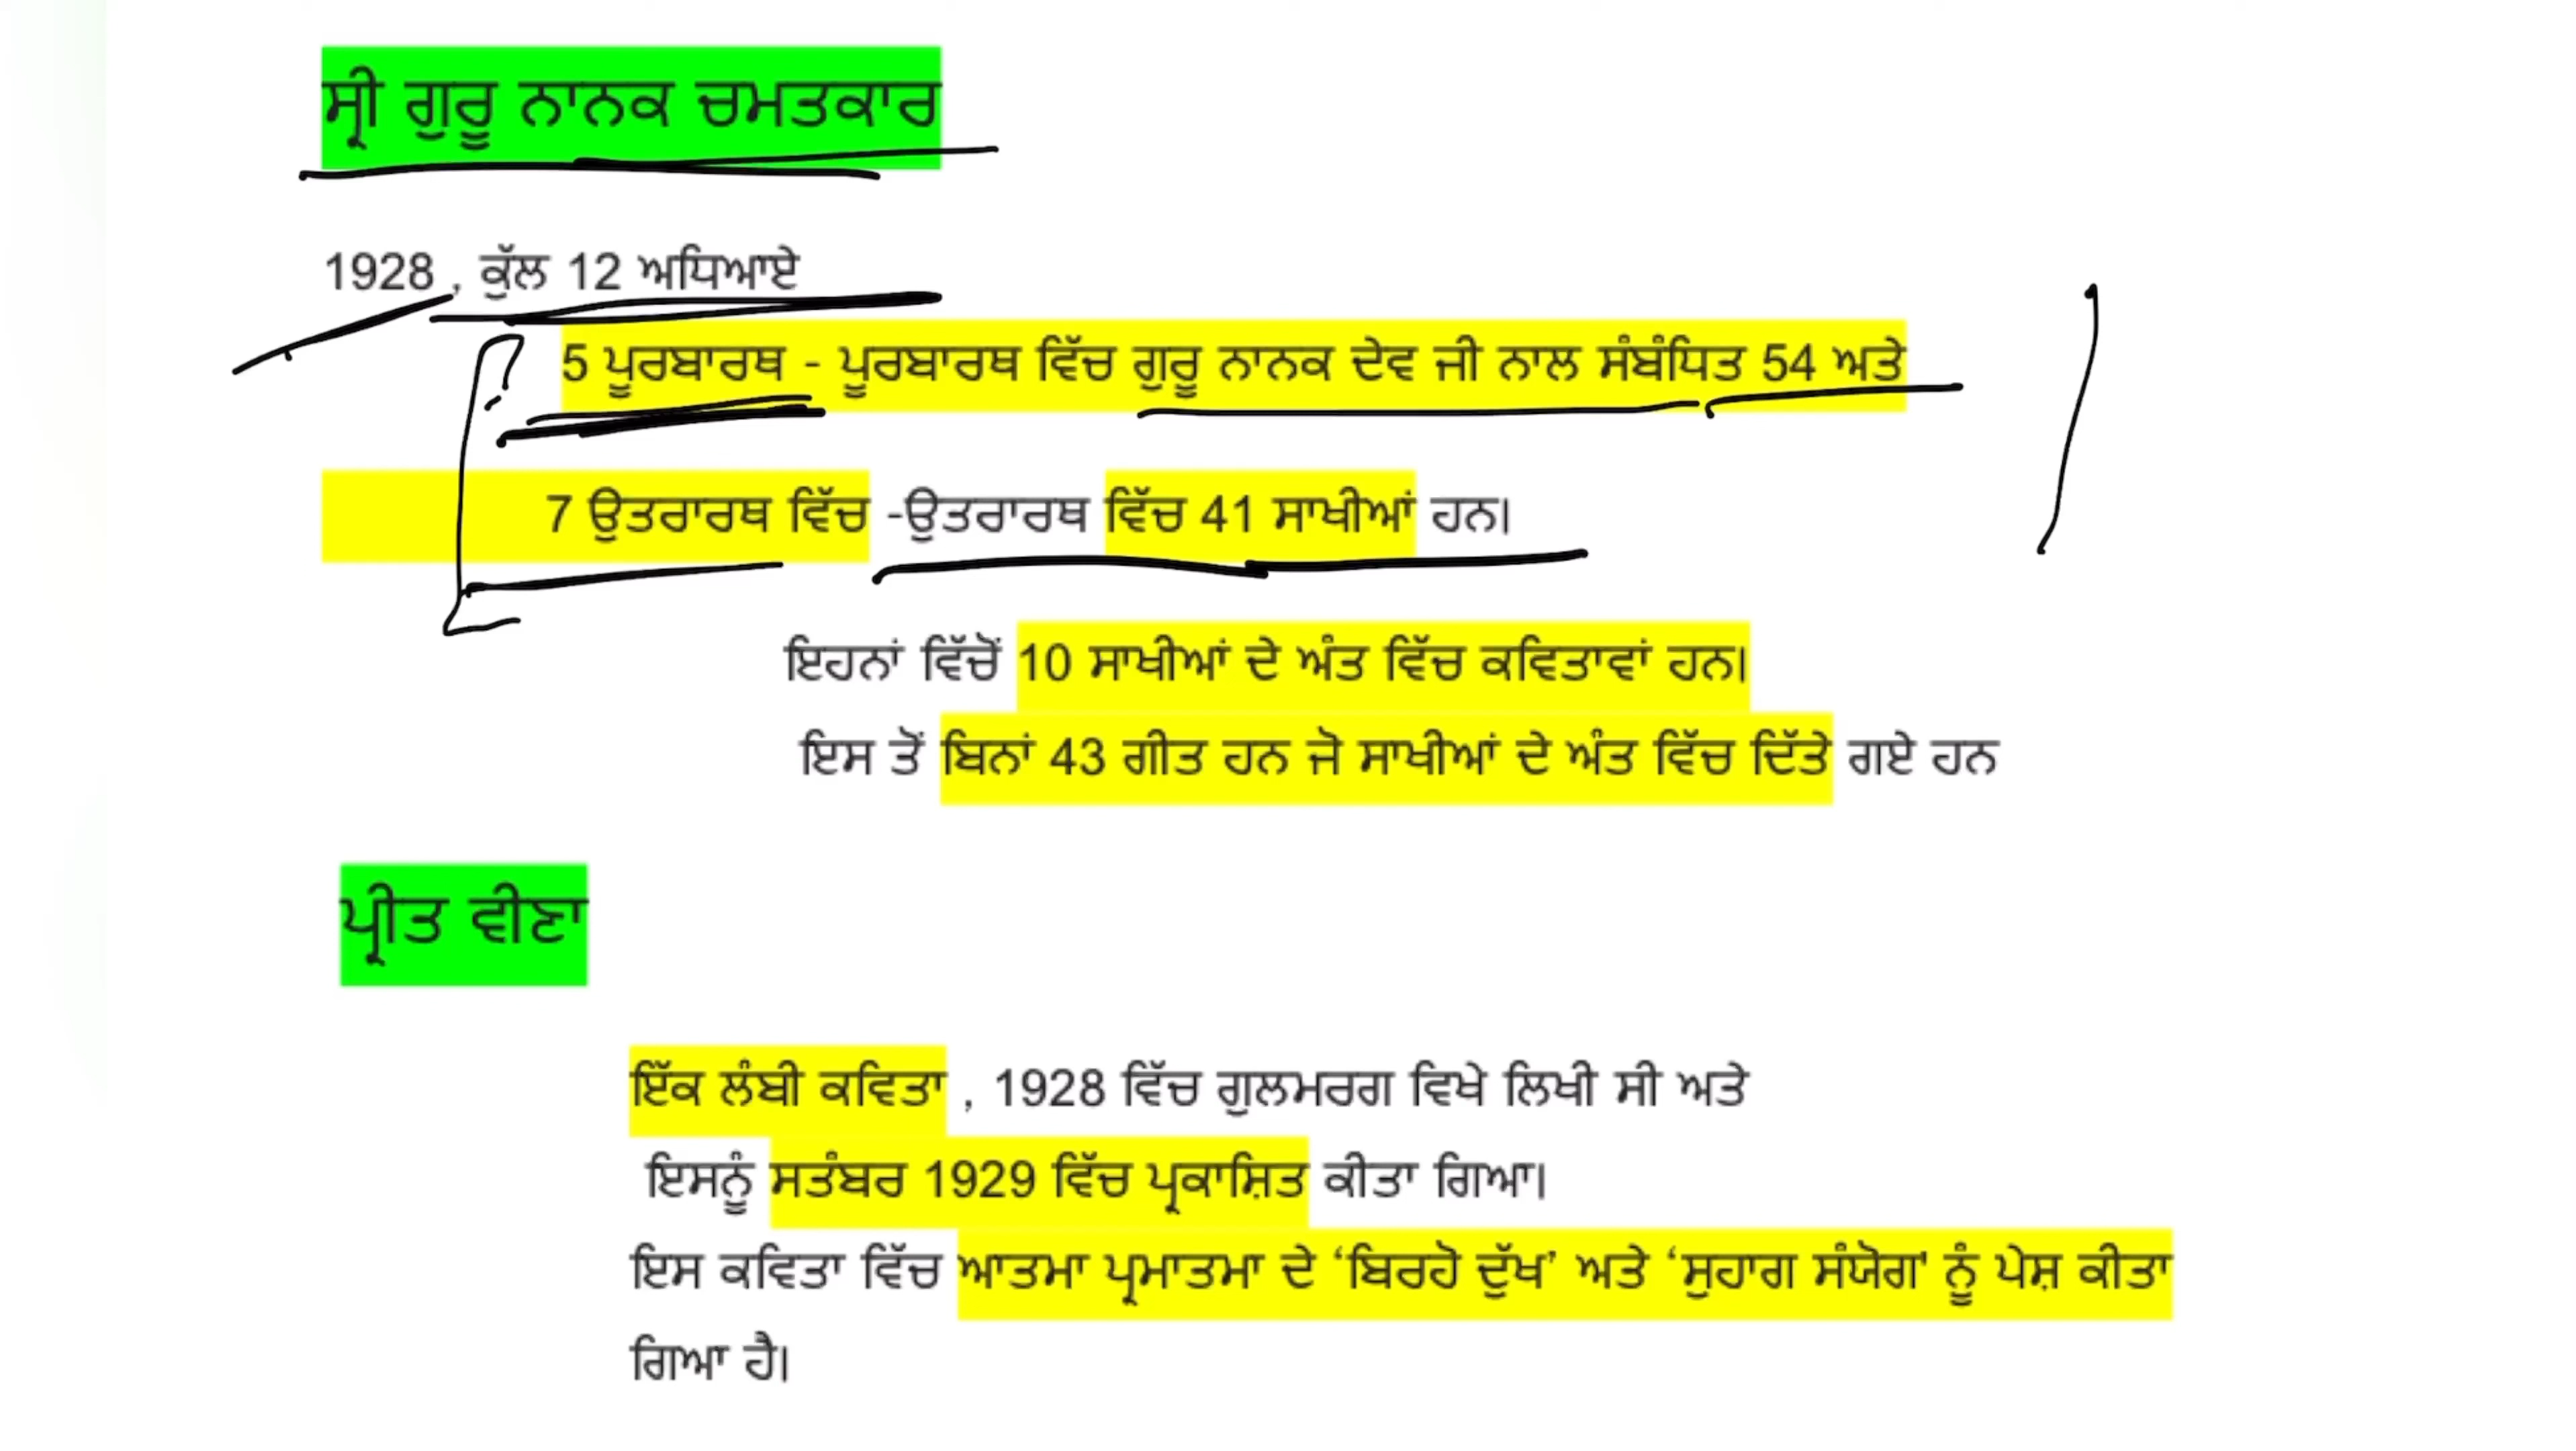 ਸ੍ਰੀ ਗੁਰੂ ਨਾਨਕ ਚਮਤਕਾਰ
1928 , ਕੁੱਲ 12 ਅਧਿਆਏ
5 ਪੂਰਬਾਰਥ - ਪੂਰਬਾਰਥ ਵਿੱਚ ਗੁਰੂ ਨਾਨਕ ਦੇਵ ਜੀ ਨਾਲ ਸੰਬੰਧਿਤ 54 ਅਤੇ
7 ਉਤਰਾਰਥ ਵਿੱਚ -ਉਤਰਾਰਥ ਵਿੱਚ 41 ਸਾਖੀਆਂ ਹਨ।
ਇਹਨਾਂ ਵਿੱਚੋਂ 10 ਸਾਖੀਆਂ ਦੇ ਅੰਤ ਵਿੱਚ ਕਵਿਤਾਵਾਂ ਹਨ।
ਇਸ ਤੋਂ ਬਿਨਾਂ 43 ਗੀਤ ਹਨ ਜੋ ਸਾਖੀਆਂ ਦੇ ਅੰਤ ਵਿੱਚ ਦਿੱਤੇ ਗਏ ਹਨ
ਪ੍ਰੀਤ ਵੀਣਾ
ਇੱਕ ਲੰਬੀ ਕਵਿਤਾ , 1928 ਵਿੱਚ ਗੁਲਮਰਗ ਵਿਖੇ ਲਿਖੀ ਸੀ ਅਤੇ
ਇਸਨੂੰ ਸਤੰਬਰ 1929 ਵਿੱਚ ਪ੍ਰਕਾਸ਼ਿਤ ਕੀਤਾ ਗਿਆ।
ਇਸ ਕਵਿਤਾ ਵਿੱਚ ਆਤਮਾ ਪ੍ਰਮਾਤਮਾ ਦੇ ‘ਬਿਰਹੋ ਦੁੱਖ’ ਅਤੇ ‘ਸੁਹਾਗ ਸੰਯੋਗ' ਨੂੰ ਪੇਸ਼ ਕੀਤਾ
ਗਿਆ ਹੈ।